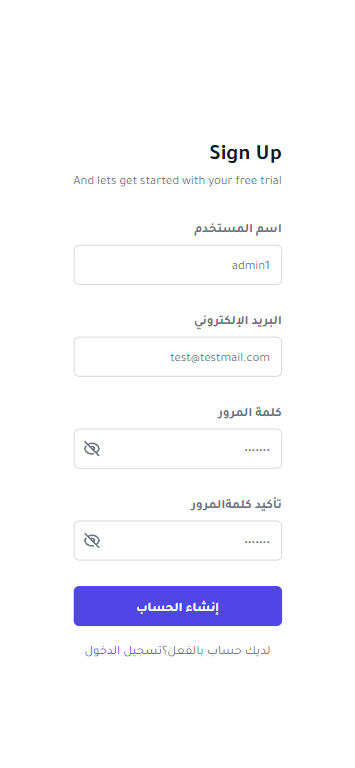 Sign Up
And lets get started with your free trial
اسم المستخدم
admin1
البريد الإلكتروني
test@testmail.com
كلمة المرور
•••••••
تأكيد كلمةالمرور
•••••••
إنشاء الحساب
لديك حساب بالفعل؟تسجيل الدخول